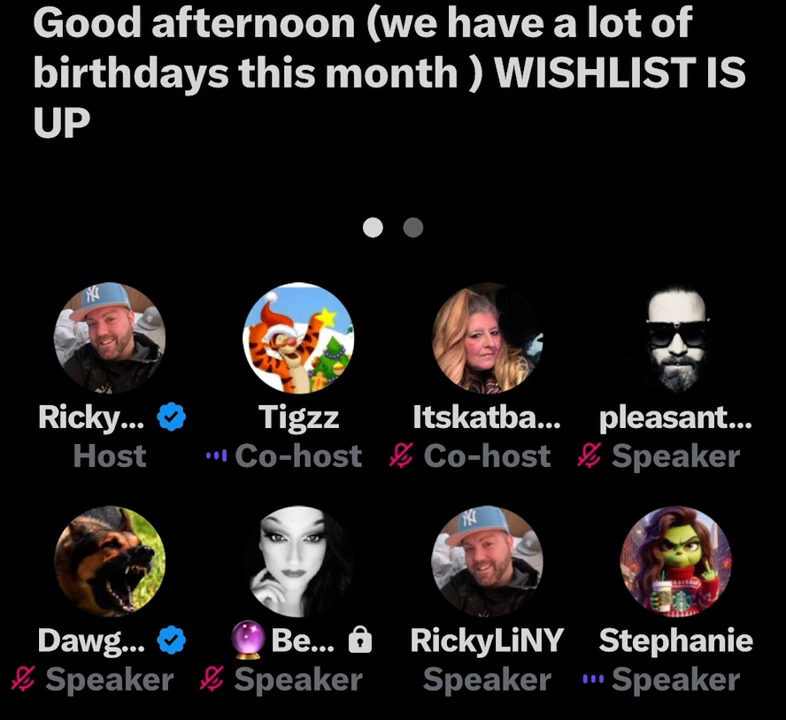 Good afternoon (we have a lot of
birthdays this month ) WISHLIST IS
UP
Ricky... Tigzz Itskatba... pleasant...
Host Co-host Co-host Speaker
Dawg... Be... RickyLiNY Stephanie
Speaker Speaker Speaker Speaker